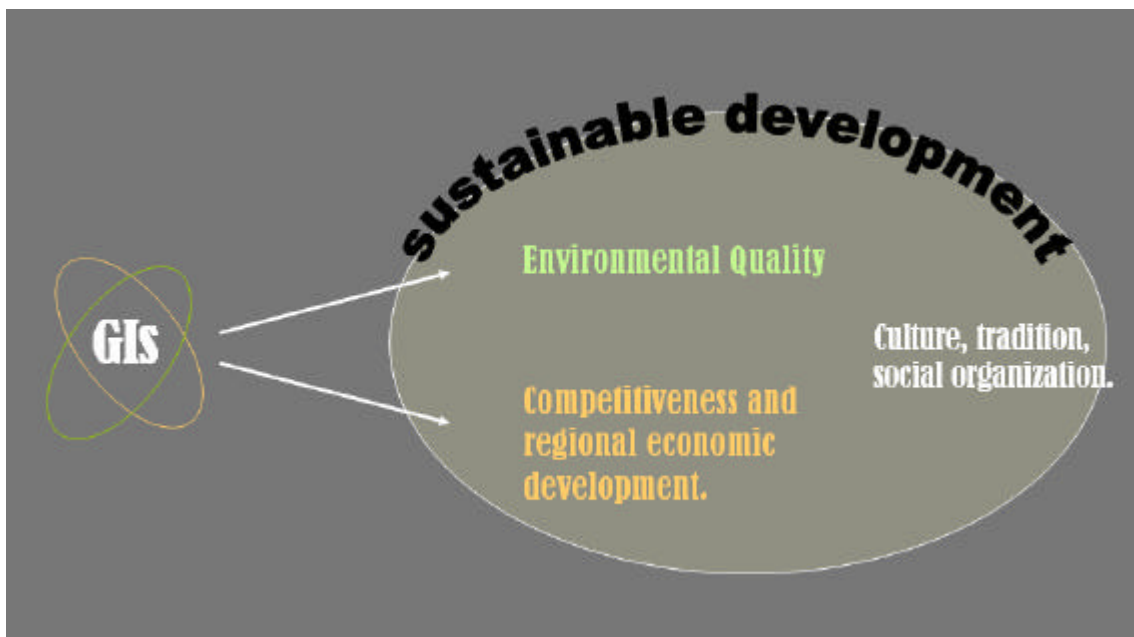 sustainable development
GIs
Environmental Quality
Culture, tradition,
social organization.
Competitiveness and
regional economic
development.